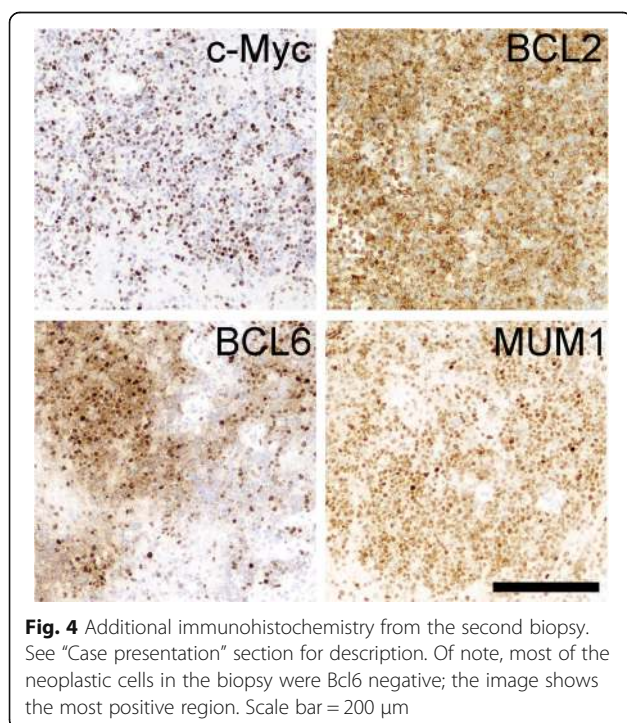 c-Myc
BCL2
BCL6
MUM1
Fig. 4 Additional immunohistochemistry from the second biopsy.
See “Case presentation” section for description. Of note, most of the
neoplastic cells in the biopsy were Bcl6 negative; the image shows
the most positive region. Scale bar = 200 μm